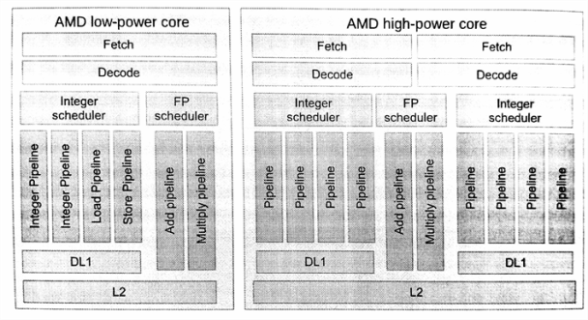 AMD low-power core
Fetch
Decode
Integer
scheduler
FP
scheduler
Integer Pipeline
Integer Pipeline
Load Pipeline
Store Pipeline
Add pipeline
Multiply pipeline
DL1
L2
AMD high-power core
Fetch
Fetch
Decode
Decode
Integer
scheduler
FP
scheduler
Integer
scheduler
Pipeline
Pipeline
Pipeline
Pipeline
Add pipeline
Multiply pipeline
Pipeline
Pipeline
Pipeline
Pipeline
DL1
DL1
L2